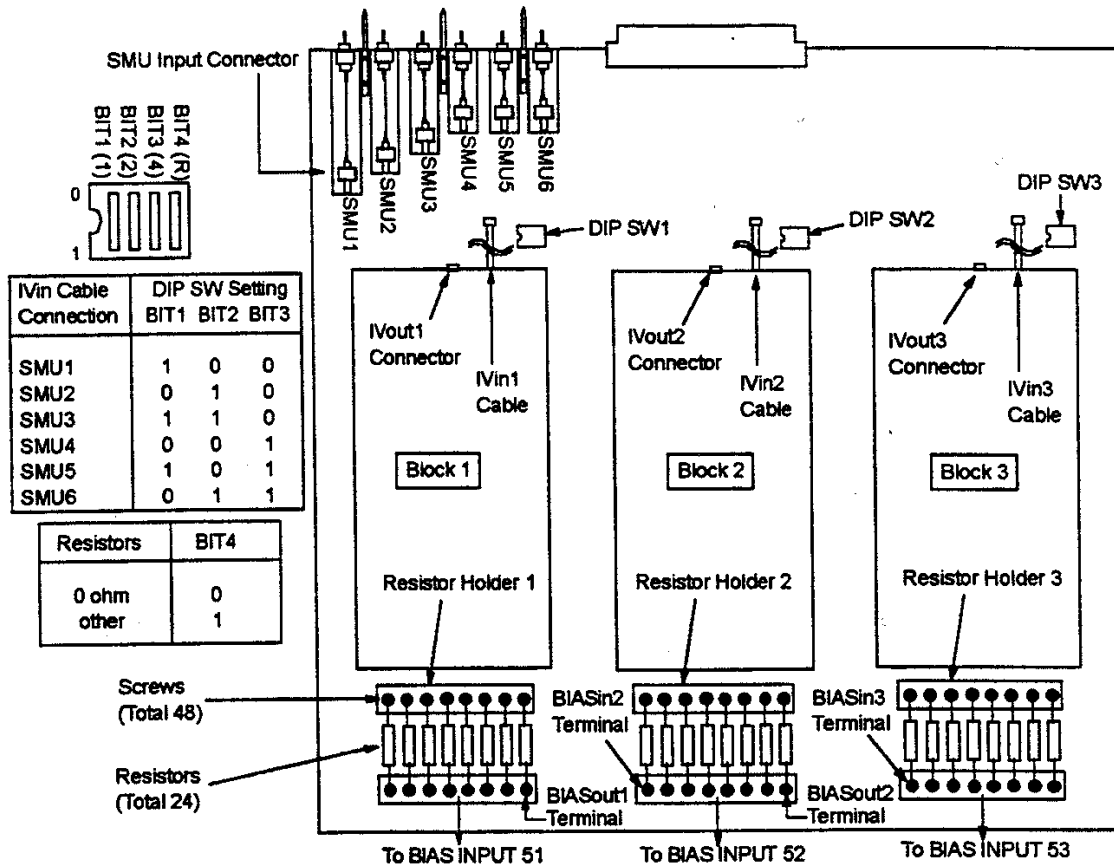 SMU Input Connector
BIT1 (1)
BIT2 (2)
BIT3 (4)
BIT4 (R)
0
1
SMU1
SMU2
SMU3
SMU4
SMU5
SMU6
DIP SW1
DIP SW2
DIP SW3
IVin Cable DIP SW Setting
Connection BIT1 BIT2 BIT3
SMU1 1 0 0
SMU2 0 1 0
SMU3 1 1 0
SMU4 0 0 1
SMU5 1 0 1
SMU6 0 1 1
Resistors BIT4
0 ohm 0
other 1
IVout1
Connector
IVin1
Cable
IVout2
Connector
IVin2
Cable
IVout3
Connector
IVin3
Cable
Block 1
Block 2
Block 3
Resistor Holder 1
Resistor Holder 2
Resistor Holder 3
Screws
(Total 48)
Resistors
(Total 24)
BIASin2
Terminal
BIASin3
Terminal
BIASout1
Terminal
BIASout2
Terminal
To BIAS INPUT 51
To BIAS INPUT 52
To BIAS INPUT 53